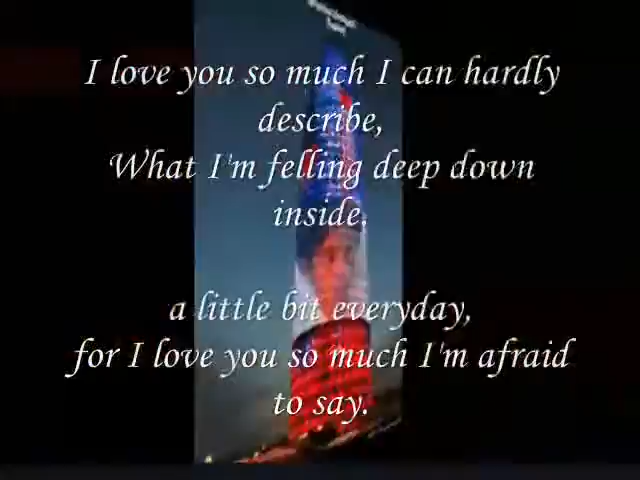 I love you so much I can hardly
describe,
What I'm felling deep down
inside.
a little bit everyday,
for I love you so much I'm afraid
to say.